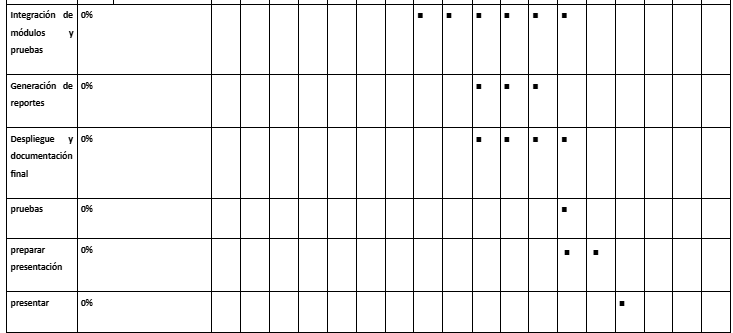 Integración de 0%
módulos y
pruebas
Generación de 0%
reportes
Despliegue y 0%
documentación
final
pruebas 0%
preparar 0%
presentación
presentar 0%